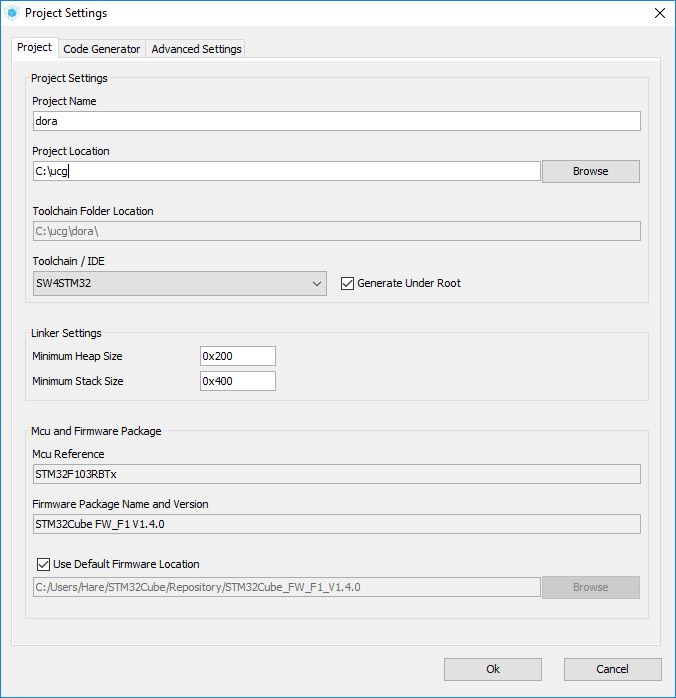 Project Settings
Project Code Generator Advanced Settings
Project Settings
Project Name
dora
Project Location
C:\ucg
Browse
Toolchain Folder Location
C:\ucg\dora\
Toolchain / IDE
SW4STM32
Generate Under Root
Linker Settings
Minimum Heap Size 0x200
Minimum Stack Size 0x400
Mcu and Firmware Package
Mcu Reference
STM32F103RBTx
Firmware Package Name and Version
STM32Cube FW_F1 V1.4.0
Use Default Firmware Location
C:/Users/Hare/STM32Cube/Repository/STM32Cube_FW_F1_V1.4.0
Browse
Ok Cancel